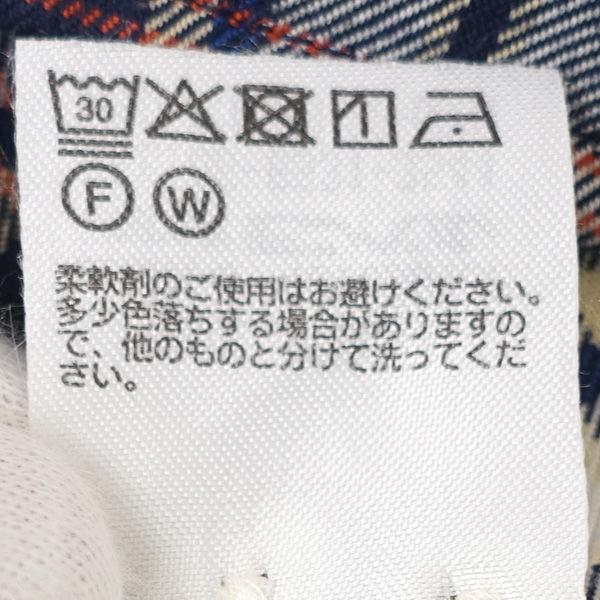 30
F W
柔軟剤のご使用はお避けください。
多少色落ちする場合がありますの
で、他のものと分けて洗ってくだ
さい。